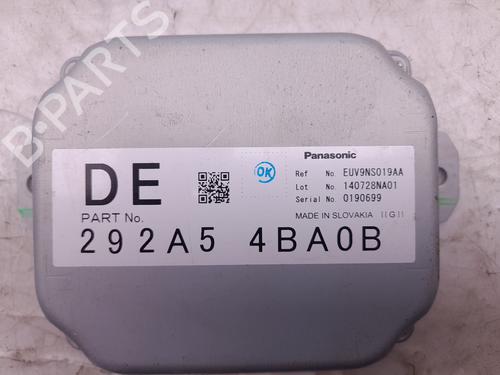 B-PARTS
DE
PART No.
292A5 4BA0B
OK
Panasonic
Ref No. EUV9NS019AA
Lot No. 140728NA01
Serial No. 0190699
MADE IN SLOVAKIA IIGII